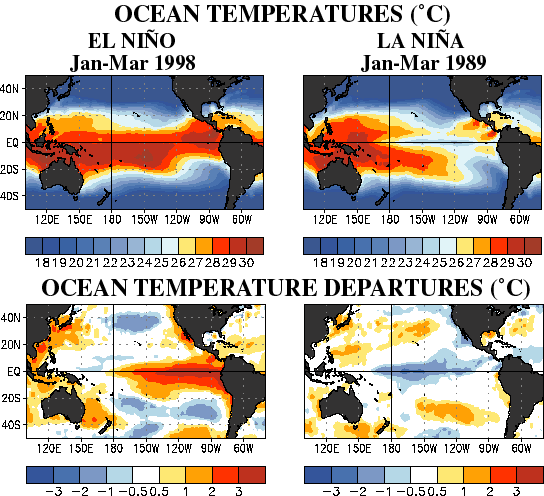 OCEAN TEMPERATURES (˚C)
EL NIÑO
Jan-Mar 1998
LA NIÑA
Jan-Mar 1989
40N
20N
EQ
20S
40S
120E 150E 180 150W 120W 90W 60W
120E 150E 180 150W 120W 90W 60W
18 19 20 21 22 23 24 25 26 27 28 29 30
18 19 20 21 22 23 24 25 26 27 28 29 30
OCEAN TEMPERATURE DEPARTURES (˚C)
40N
20N
EQ
20S
40S
120E 150E 180 150W 120W 90W 60W
120E 150E 180 150W 120W 90W 60W
-3 -2 -1 -0.5 0.5 1 2 3
-3 -2 -1 -0.5 0.5 1 2 3